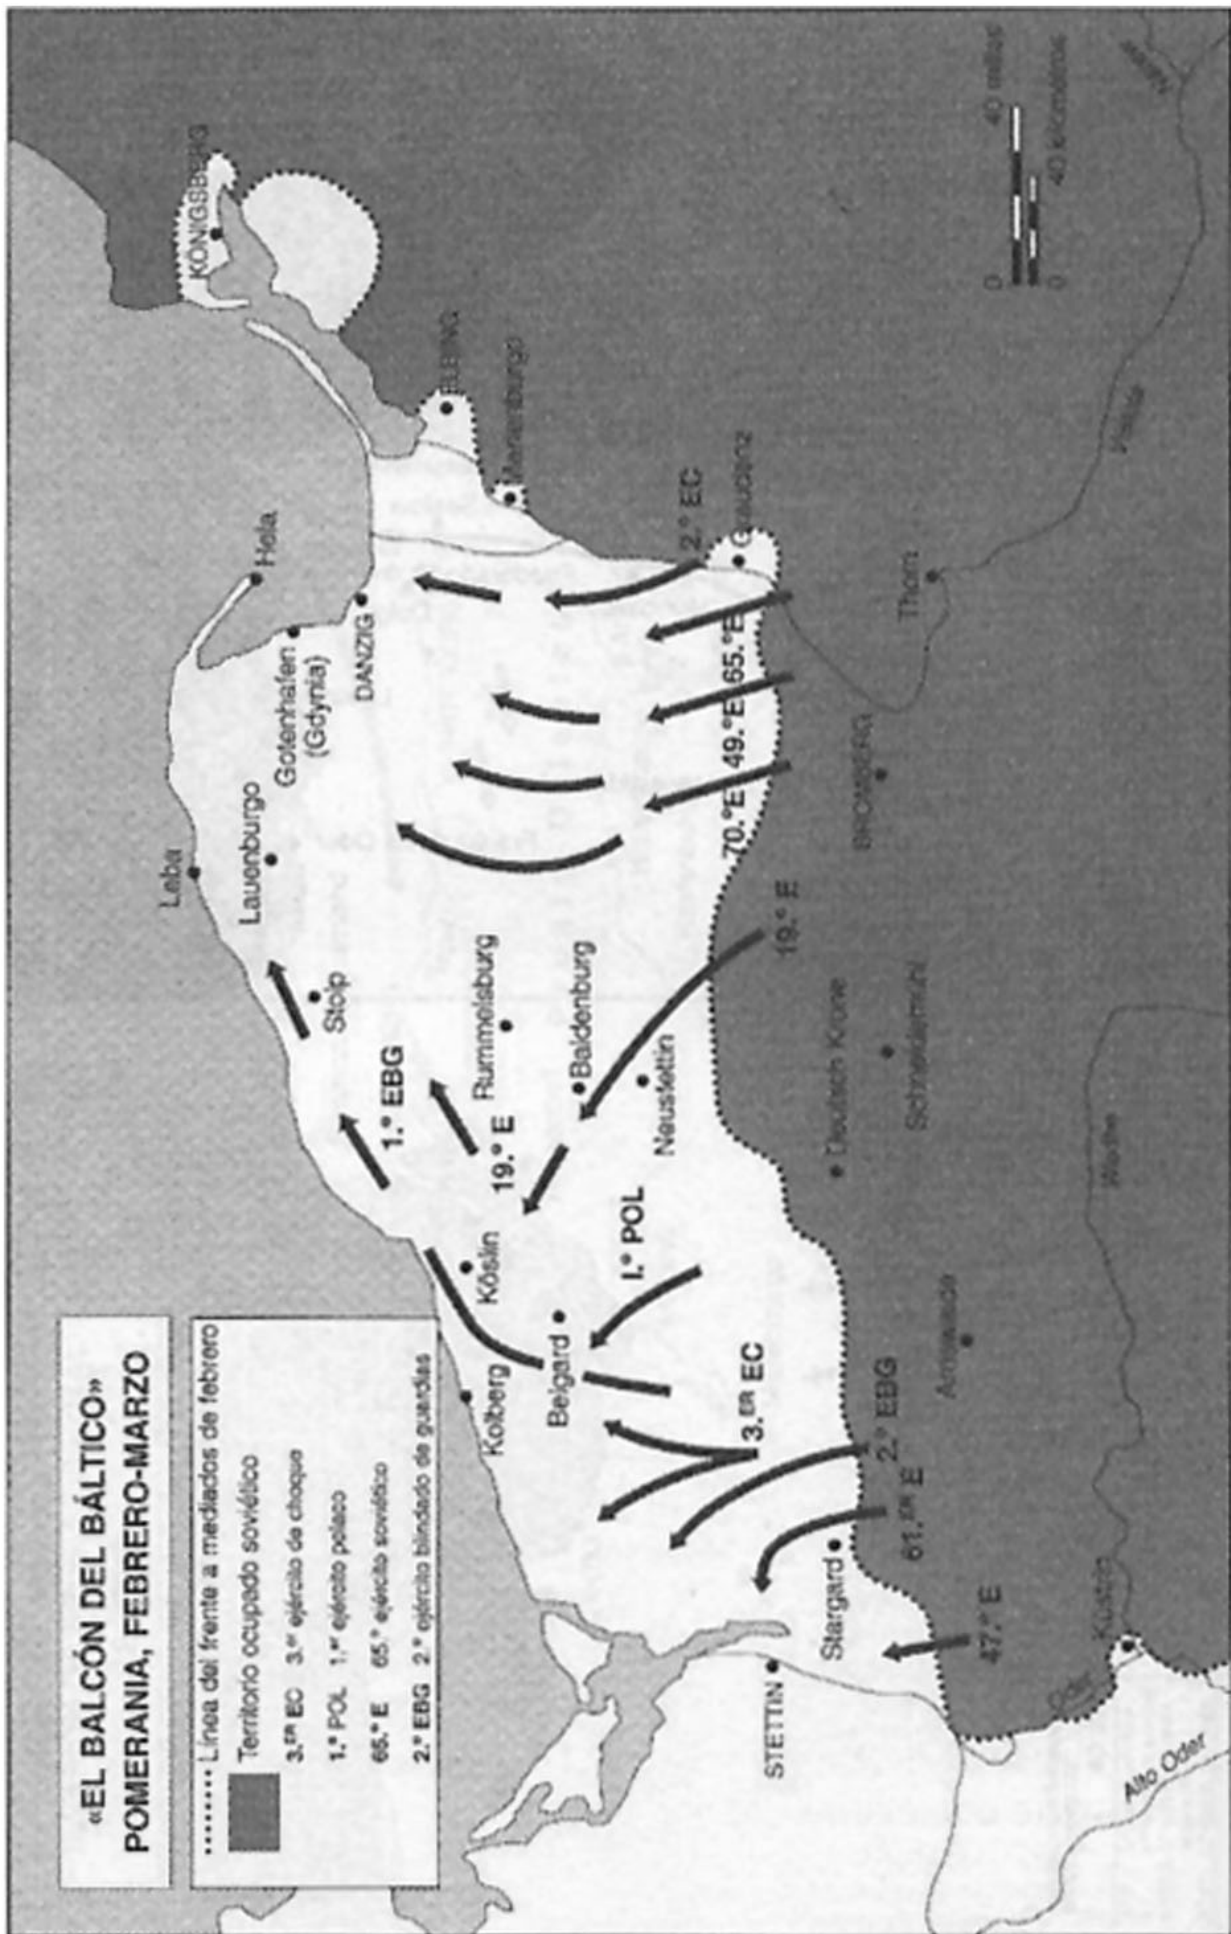 «EL BALCÓN DEL BÁLTICO»
POMERANIA, FEBRERO-MARZO
Línea del frente a mediados de febrero
Territorio ocupado soviético
3.ER EC 3.er ejército de choque
1.º POL 1.er ejército polaco
65.º E 65.º ejército soviético
2.º EBG 2.º ejército blindado de guardias
KÖNIGSBERG
Hela
ELBING
Marienburgo
Leba
Lauenburgo
Gotenhafen
(Gdynia)
DANZIG
2.º EC
Graudenz
Stolp
1.º EBG
Rummelsburg
Baldenburg
Neustettin
19.º E
70.º E
49.º E
65.º E
19.º E
Thorn
BROMBERG
Köslin
Kolberg
Belgard
1.º POL
3.ER EC
Deutsch Krone
Schneidemühl
Arnswalde
2.º EBG
61.ER E
Stargard
47.º E
STETTIN
Küstrin
Oder
Alto Oder
Warthe
0 40 millas
0 40 kilómetros